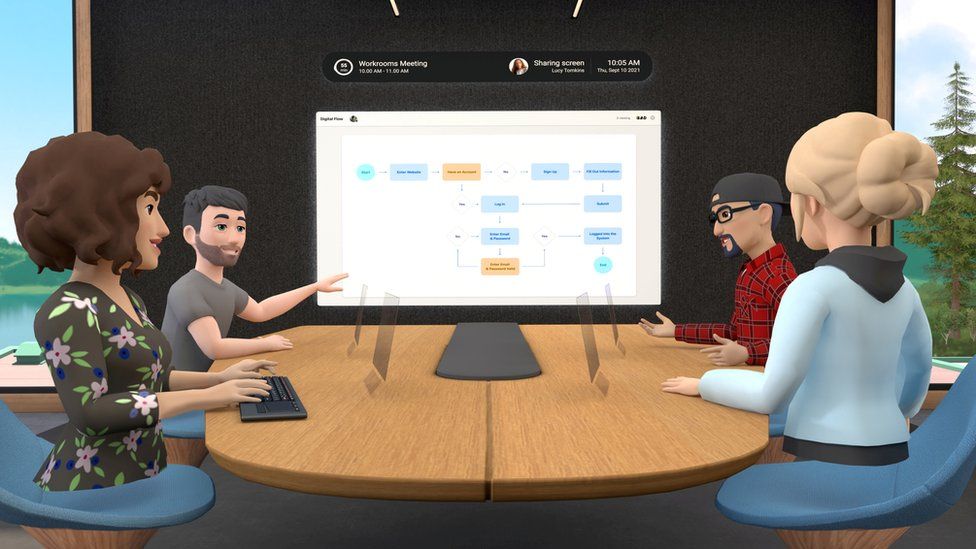 55
Workrooms Meeting
10.00 AM - 11.00 AM
Sharing screen
Lucy Tomkins
10:05 AM
Thu, Sept 10 2021
Digital Flow
Start
Enter Website
Have an Account
No
Sign Up
Fill Out Information
Yes
Log in
Submit
No
Enter Email
& Password
Yes
Logged into the
System
Enter Email
& Password Valid
End